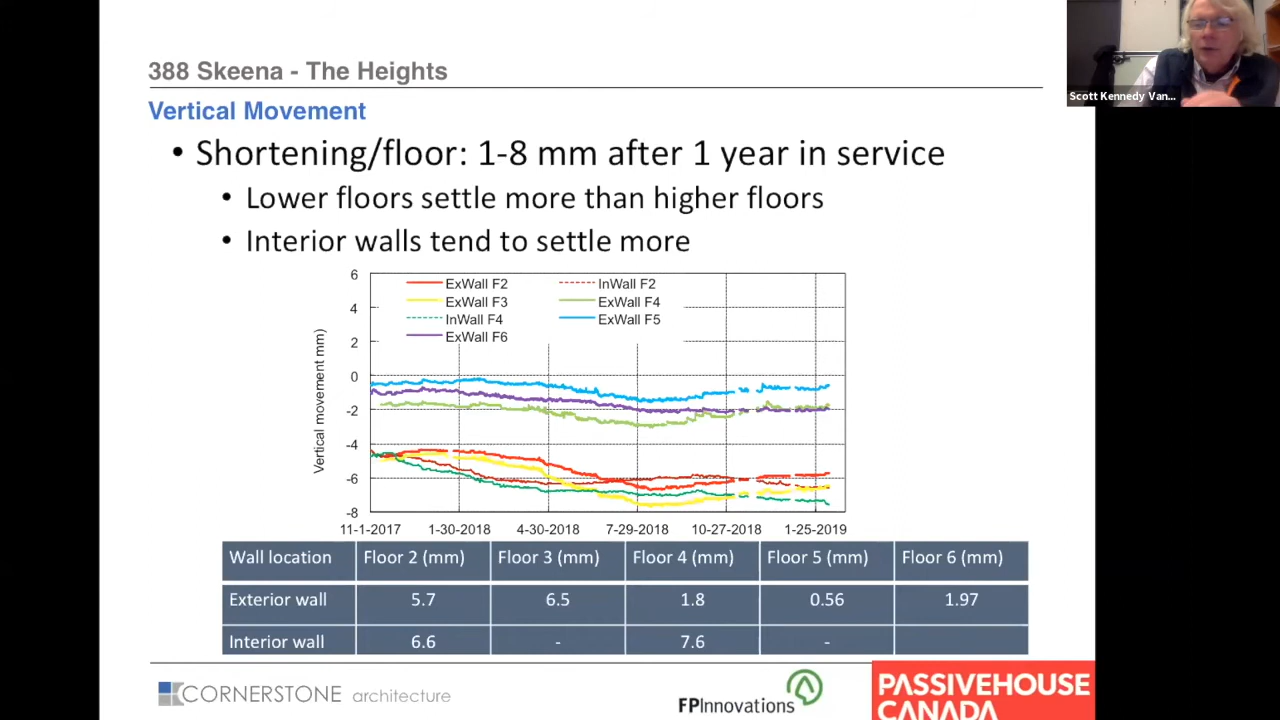 388 Skeena - The Heights
Scott Kennedy Van...
Vertical Movement
• Shortening/floor: 1-8 mm after 1 year in service
• Lower floors settle more than higher floors
• Interior walls tend to settle more
ExWall F2 InWall F2
ExWall F3 ExWall F4
InWall F4 ExWall F5
ExWall F6
Vertical movement mm)
6
4
2
0
-2
-4
-6
-8
11-1-2017 1-30-2018 4-30-2018 7-29-2018 10-27-2018 1-25-2019
Wall location Floor 2 (mm) Floor 3 (mm) Floor 4 (mm) Floor 5 (mm) Floor 6 (mm)
Exterior wall 5.7 6.5 1.8 0.56 1.97
Interior wall 6.6 - 7.6 -
CORNERSTONE architecture
FPInnovations
PASSIVEHOUSE
CANADA